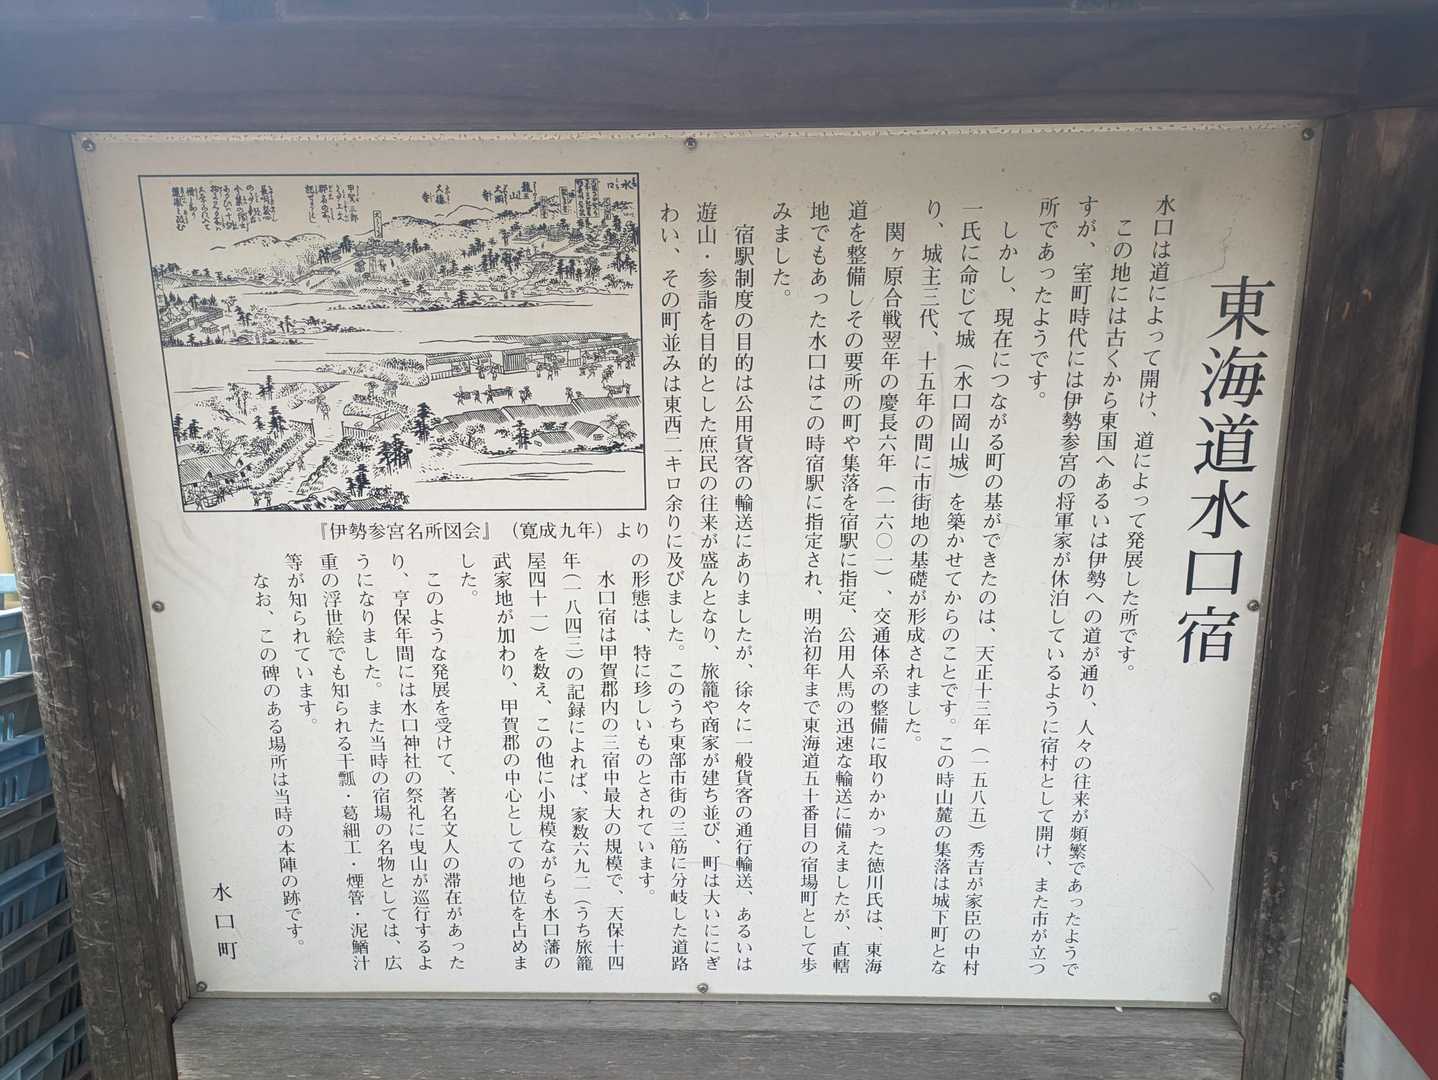 東海道水口宿
水口は道によって開け、道によって発展した所です。
この地には古くから東国へあるいは伊勢への道が通り、人々の往来が頻繁であったようで
すが、室町時代には伊勢参宮の将軍家が休泊しているように宿村として開け、また市が立つ
所であったようです。
しかし、現在につながる町の基ができたのは、天正十三年(一五八五)秀吉が家臣の中村
一氏に命じて城(水口岡山城)を築かせてからのことです。この時山麓の集落は城下町とな
り、城主三代、十五年の間に市街地の基礎が形成されました。
関ヶ原合戦翌年の慶長六年(一六〇一)、交通体系の整備に取りかかった徳川氏は、東海
道を整備しその要所の町や集落を宿駅に指定、公用人馬の迅速な輸送に備えましたが、直轄
地でもあった水口はこの時宿駅に指定され、明治初年まで東海道五十番目の宿場町として歩
みました。
宿駅制度の目的は公用貨客の輸送にありましたが、徐々に一般貨客の通行輸送、あるいは
遊山・参詣を目的とした庶民の往来が盛んとなり、旅籠や商家が建ち並び、町は大いににぎ
わい、その町並みは東西二キロ余りに及びました。このうち東部市街の三筋に分岐した道路
の形態は、特に珍しいものとされています。
水口宿は甲賀郡内の三宿中最大の規模で、天保十四
年(一八四三)の記録によれば、家数六九二(うち旅籠
屋四十一)を数え、この他に小規模ながらも水口藩の
武家地が加わり、甲賀郡の中心としての地位を占めま
した。
このような発展を受けて、著名文人の滞在があった
り、享保年間には水口神社の祭礼に曳山が巡行するよ
うになりました。また当時の宿場の名物としては、広
重の浮世絵でも知られる干瓢・葛細工・煙管・泥鰌汁
等が知られています。
なお、この碑のある場所は当時の本陣の跡です。
水口町
『伊勢参宮名所図会』(寛成九年)より
水口